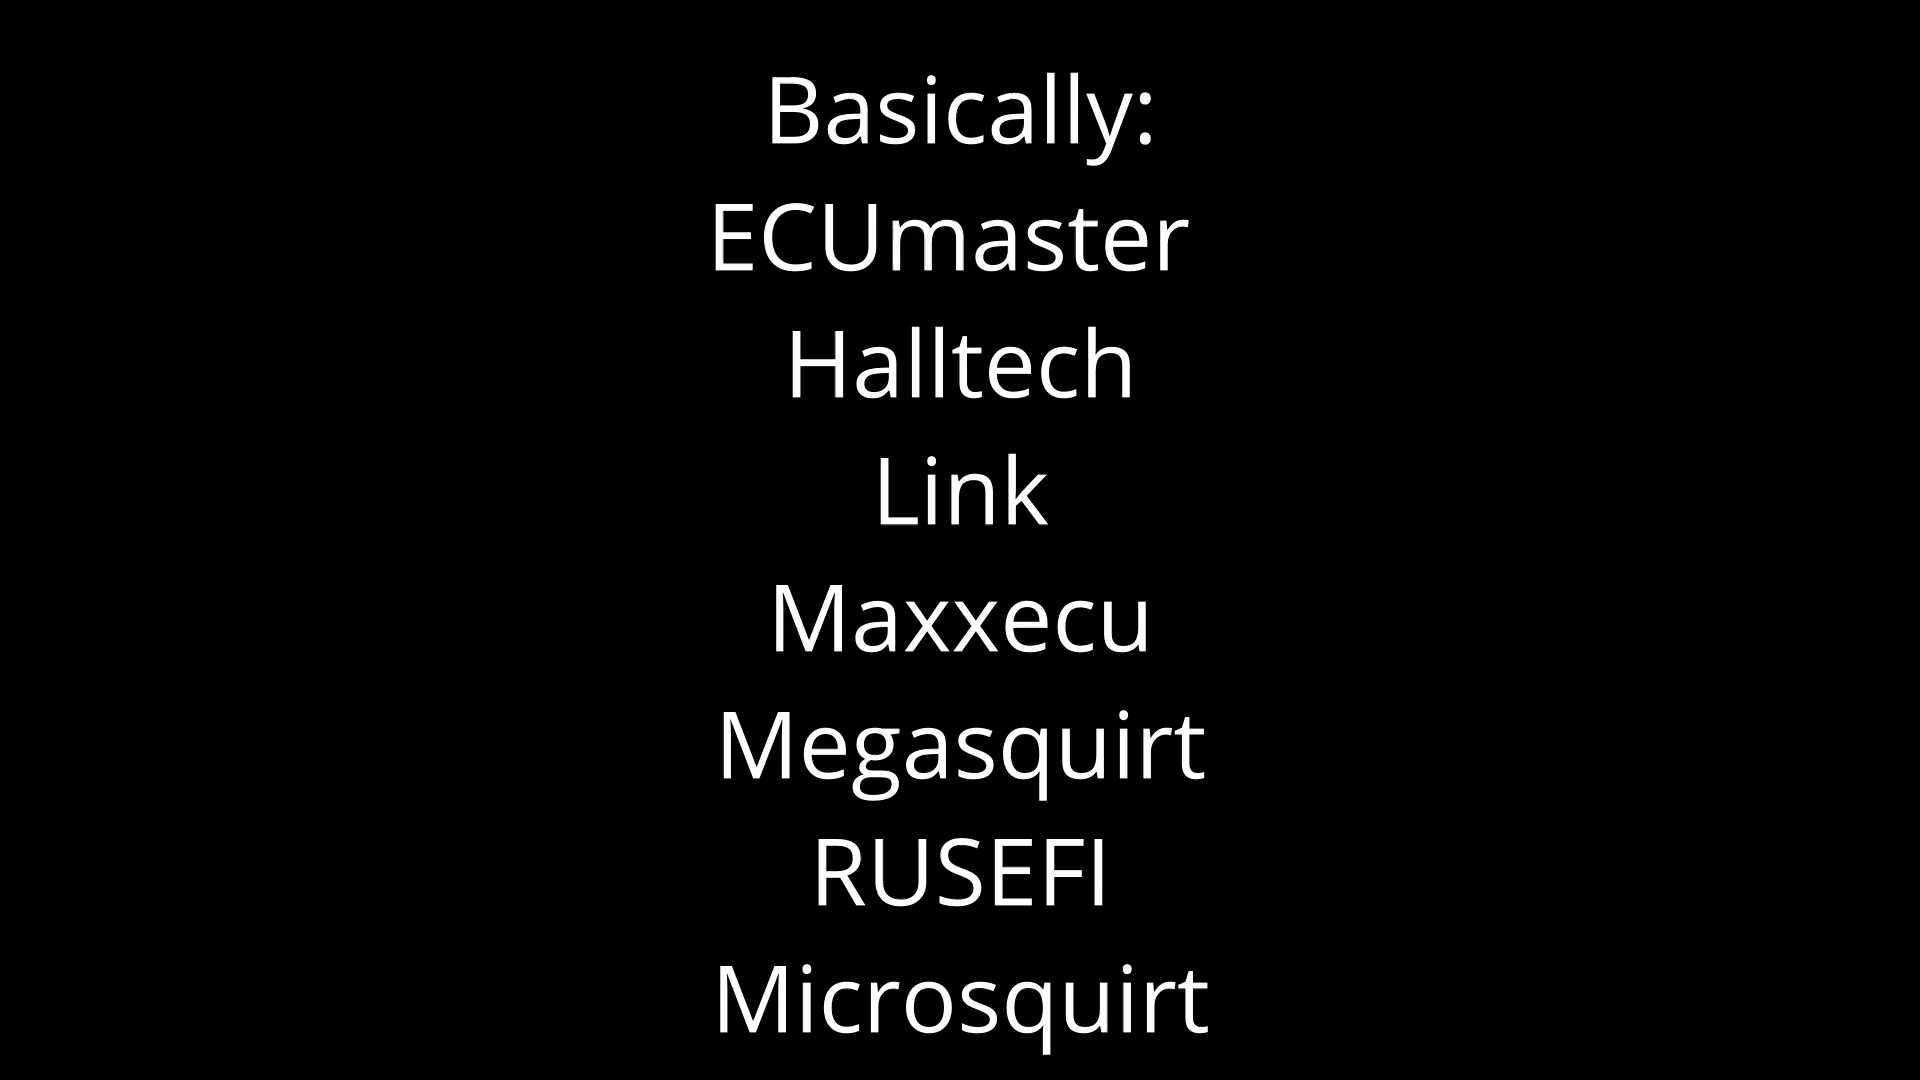 Basically:
ECUmaster
Halltech
Link
Maxxecu
Megasquirt
RUSEFI
Microsquirt